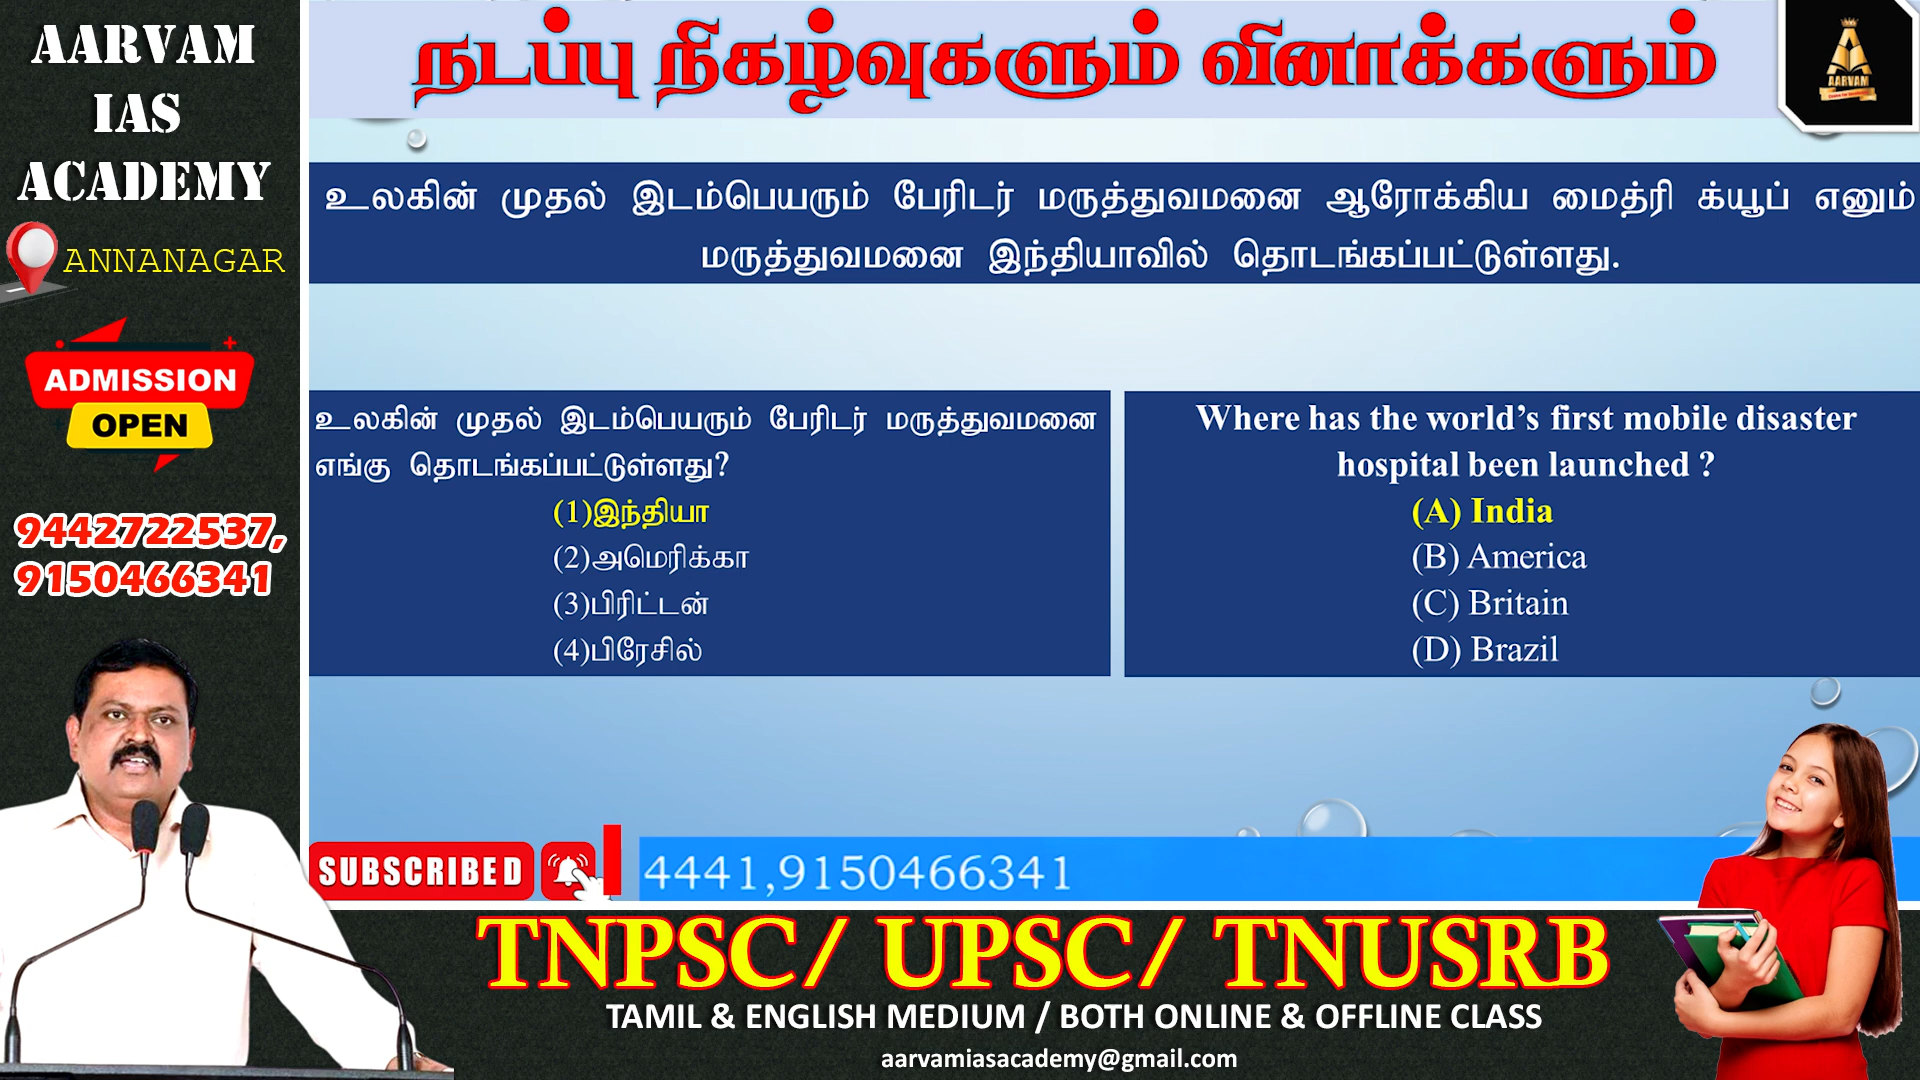 AARVAM
IAS
ACADEMY
ANNANAGAR
ADMISSION
OPEN
9442722537,
9150466341
நடப்பு நிகழ்வுகளும் வினாக்களும்
AARVAM
உலகின் முதல் இடம்பெயரும் பேரிடர் மருத்துவமனை ஆரோக்கிய மைத்ரி க்யூப் எனும்
மருத்துவமனை இந்தியாவில் தொடங்கப்பட்டுள்ளது.
உலகின் முதல் இடம்பெயரும் பேரிடர் மருத்துவமனை
எங்கு தொடங்கப்பட்டுள்ளது?
(1)இந்தியா
(2)அமெரிக்கா
(3)பிரிட்டன்
(4)பிரேசில்
Where has the world’s first mobile disaster
hospital been launched ?
(A) India
(B) America
(C) Britain
(D) Brazil
SUBSCRIBED
4441,9150466341
TNPSC/ UPSC/ TNUSRB
TAMIL & ENGLISH MEDIUM / BOTH ONLINE & OFFLINE CLASS
aarvamiasacademy@gmail.com